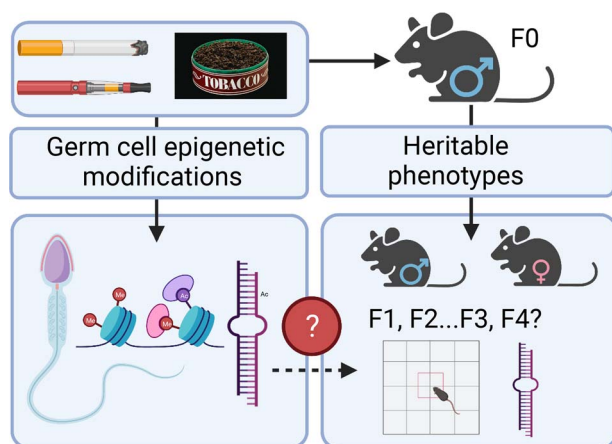 F0
TOBACCO
Germ cell epigenetic
modifications
Heritable
phenotypes
Me
Me
Ac
Me
Ac
?
F1, F2...F3, F4?